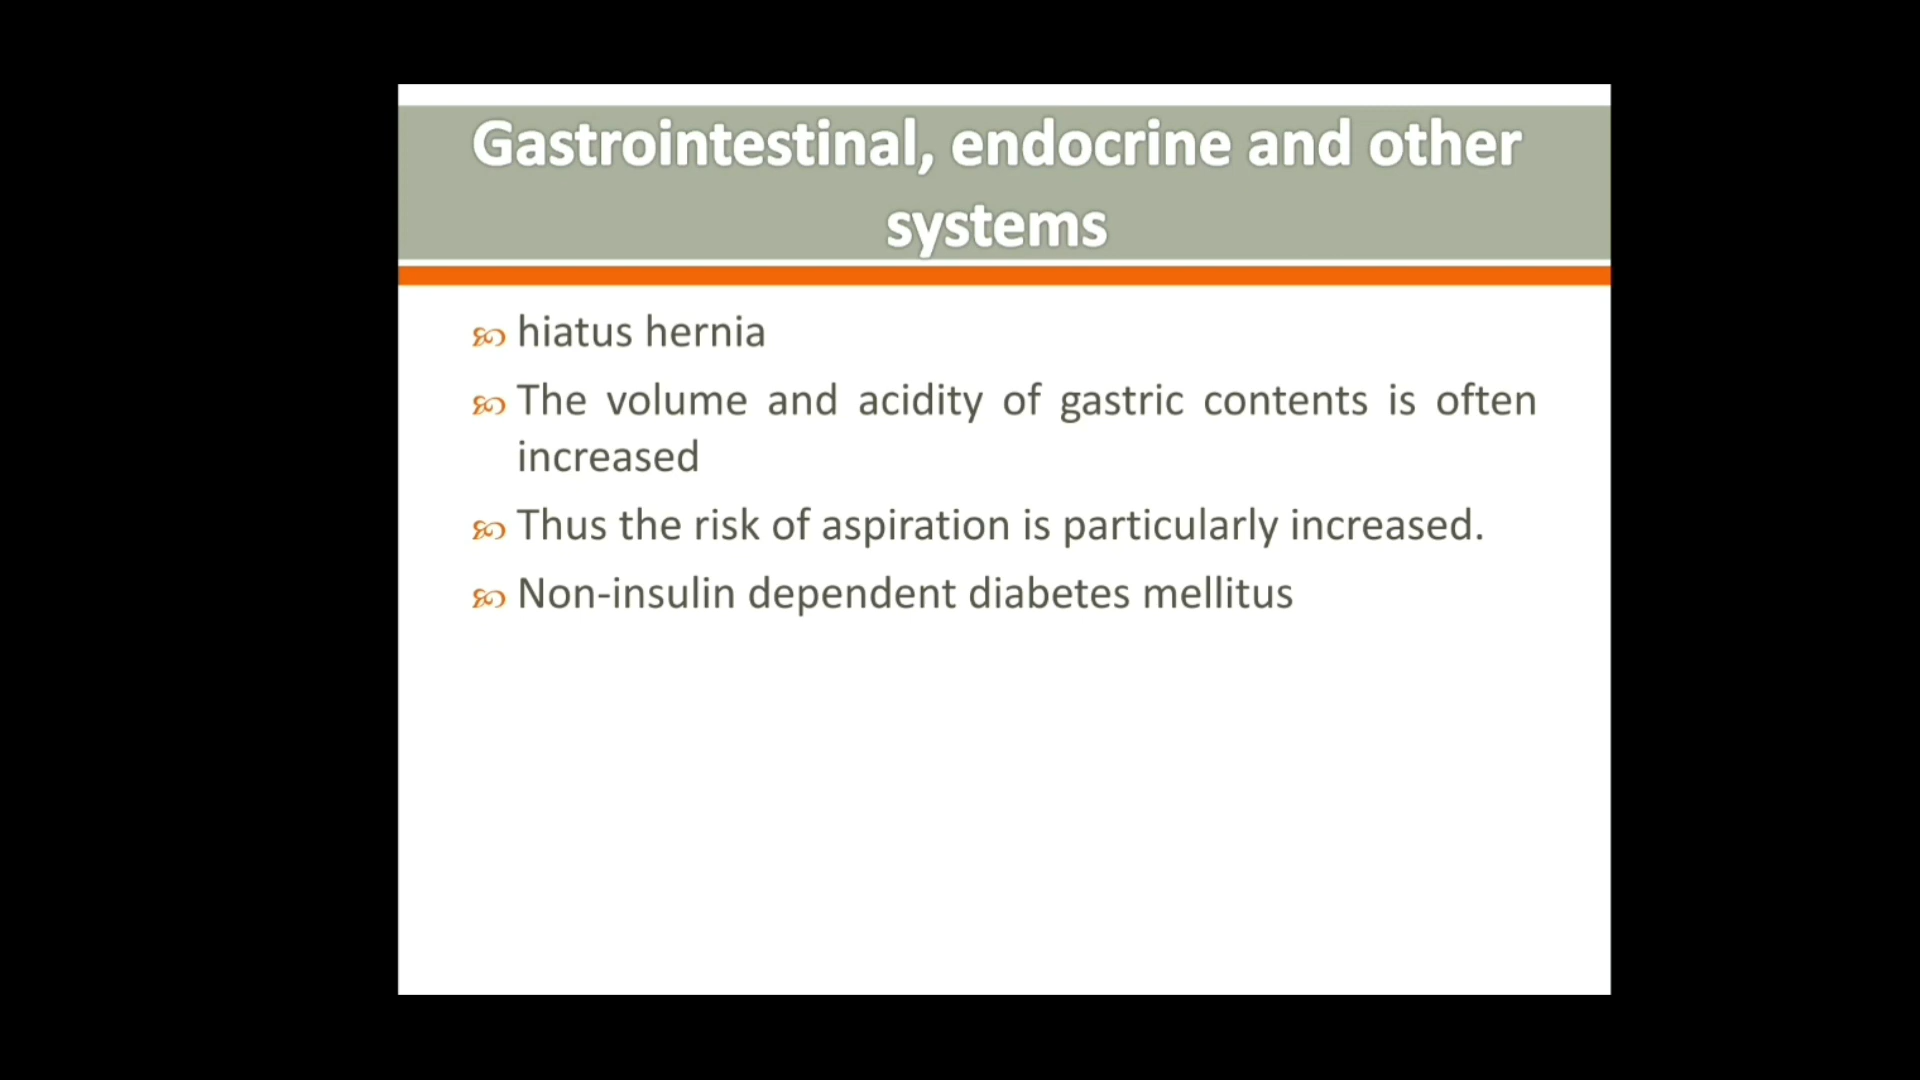 Gastrointestinal, endocrine and other
systems
hiatus hernia
The volume and acidity of gastric contents is often
increased
Thus the risk of aspiration is particularly increased.
Non-insulin dependent diabetes mellitus